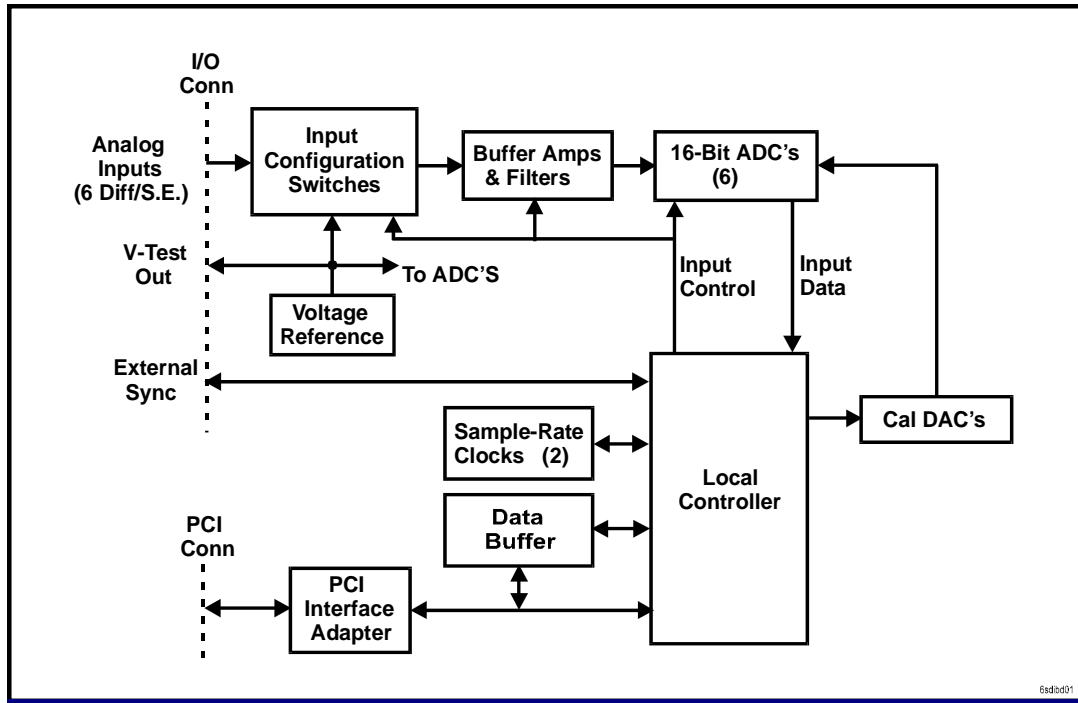 I/O
Conn
Analog
Inputs
(6 Diff/S.E.)
Input
Configuration
Switches
Buffer Amps
& Filters
16-Bit ADC's
(6)
V-Test
Out
To ADC'S
Input
Control
Input
Data
Voltage
Reference
External
Sync
Sample-Rate
Clocks (2)
Cal DAC's
Local
Controller
Data
Buffer
PCI
Conn
PCI
Interface
Adapter
6sdibd01